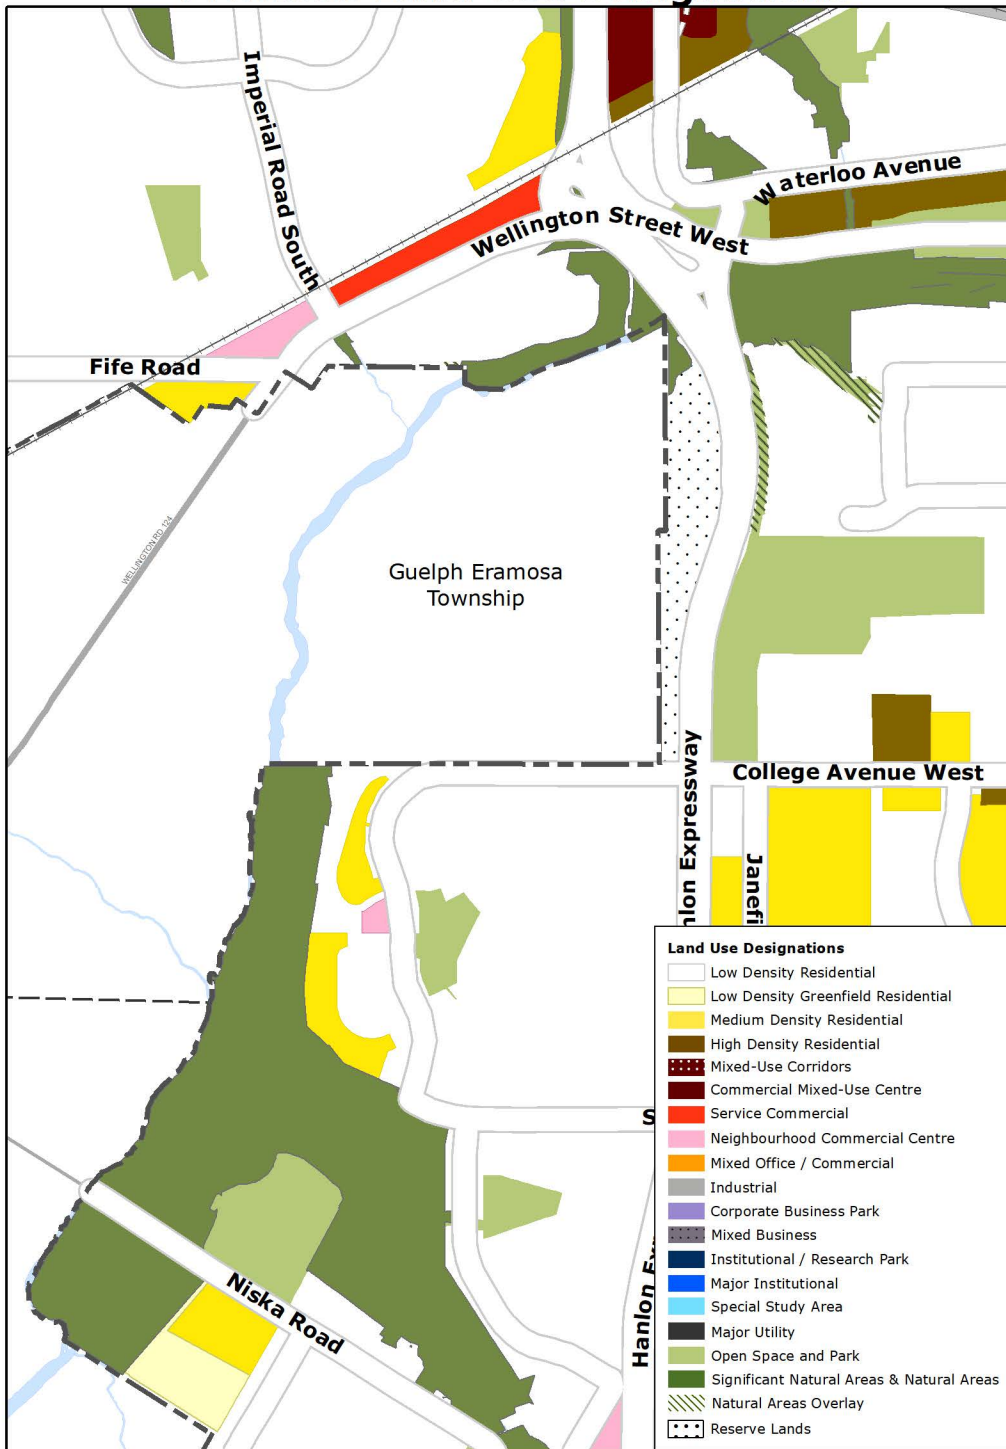 Imperial Road South
Waterloo Avenue
Wellington Street West
Fife Road
WELLINGTON RD 124
Guelph Eramosa
Township
College Avenue West
nlon Expressway
Janefi
S
Hanlon Ex
Niska Road
Land Use Designations
Low Density Residential
Low Density Greenfield Residential
Medium Density Residential
High Density Residential
Mixed-Use Corridors
Commercial Mixed-Use Centre
Service Commercial
Neighbourhood Commercial Centre
Mixed Office / Commercial
Industrial
Corporate Business Park
Mixed Business
Institutional / Research Park
Major Institutional
Special Study Area
Major Utility
Open Space and Park
Significant Natural Areas & Natural Areas
Natural Areas Overlay
Reserve Lands